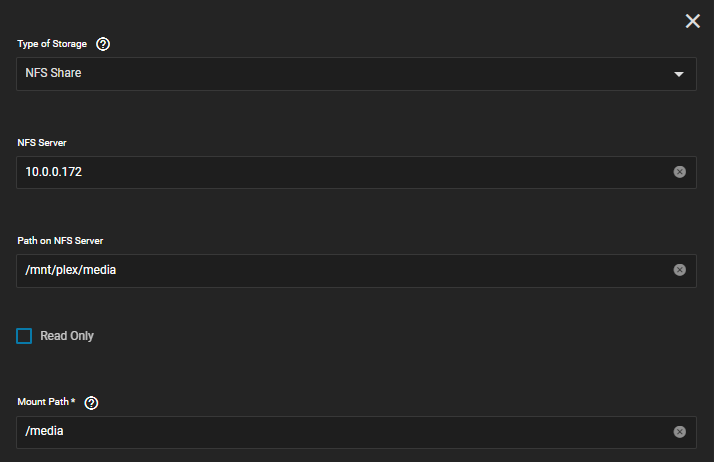 Type of Storage
NFS Share
NFS Server
10.0.0.172
Path on NFS Server
/mnt/plex/media
Read Only
Mount Path *
/media